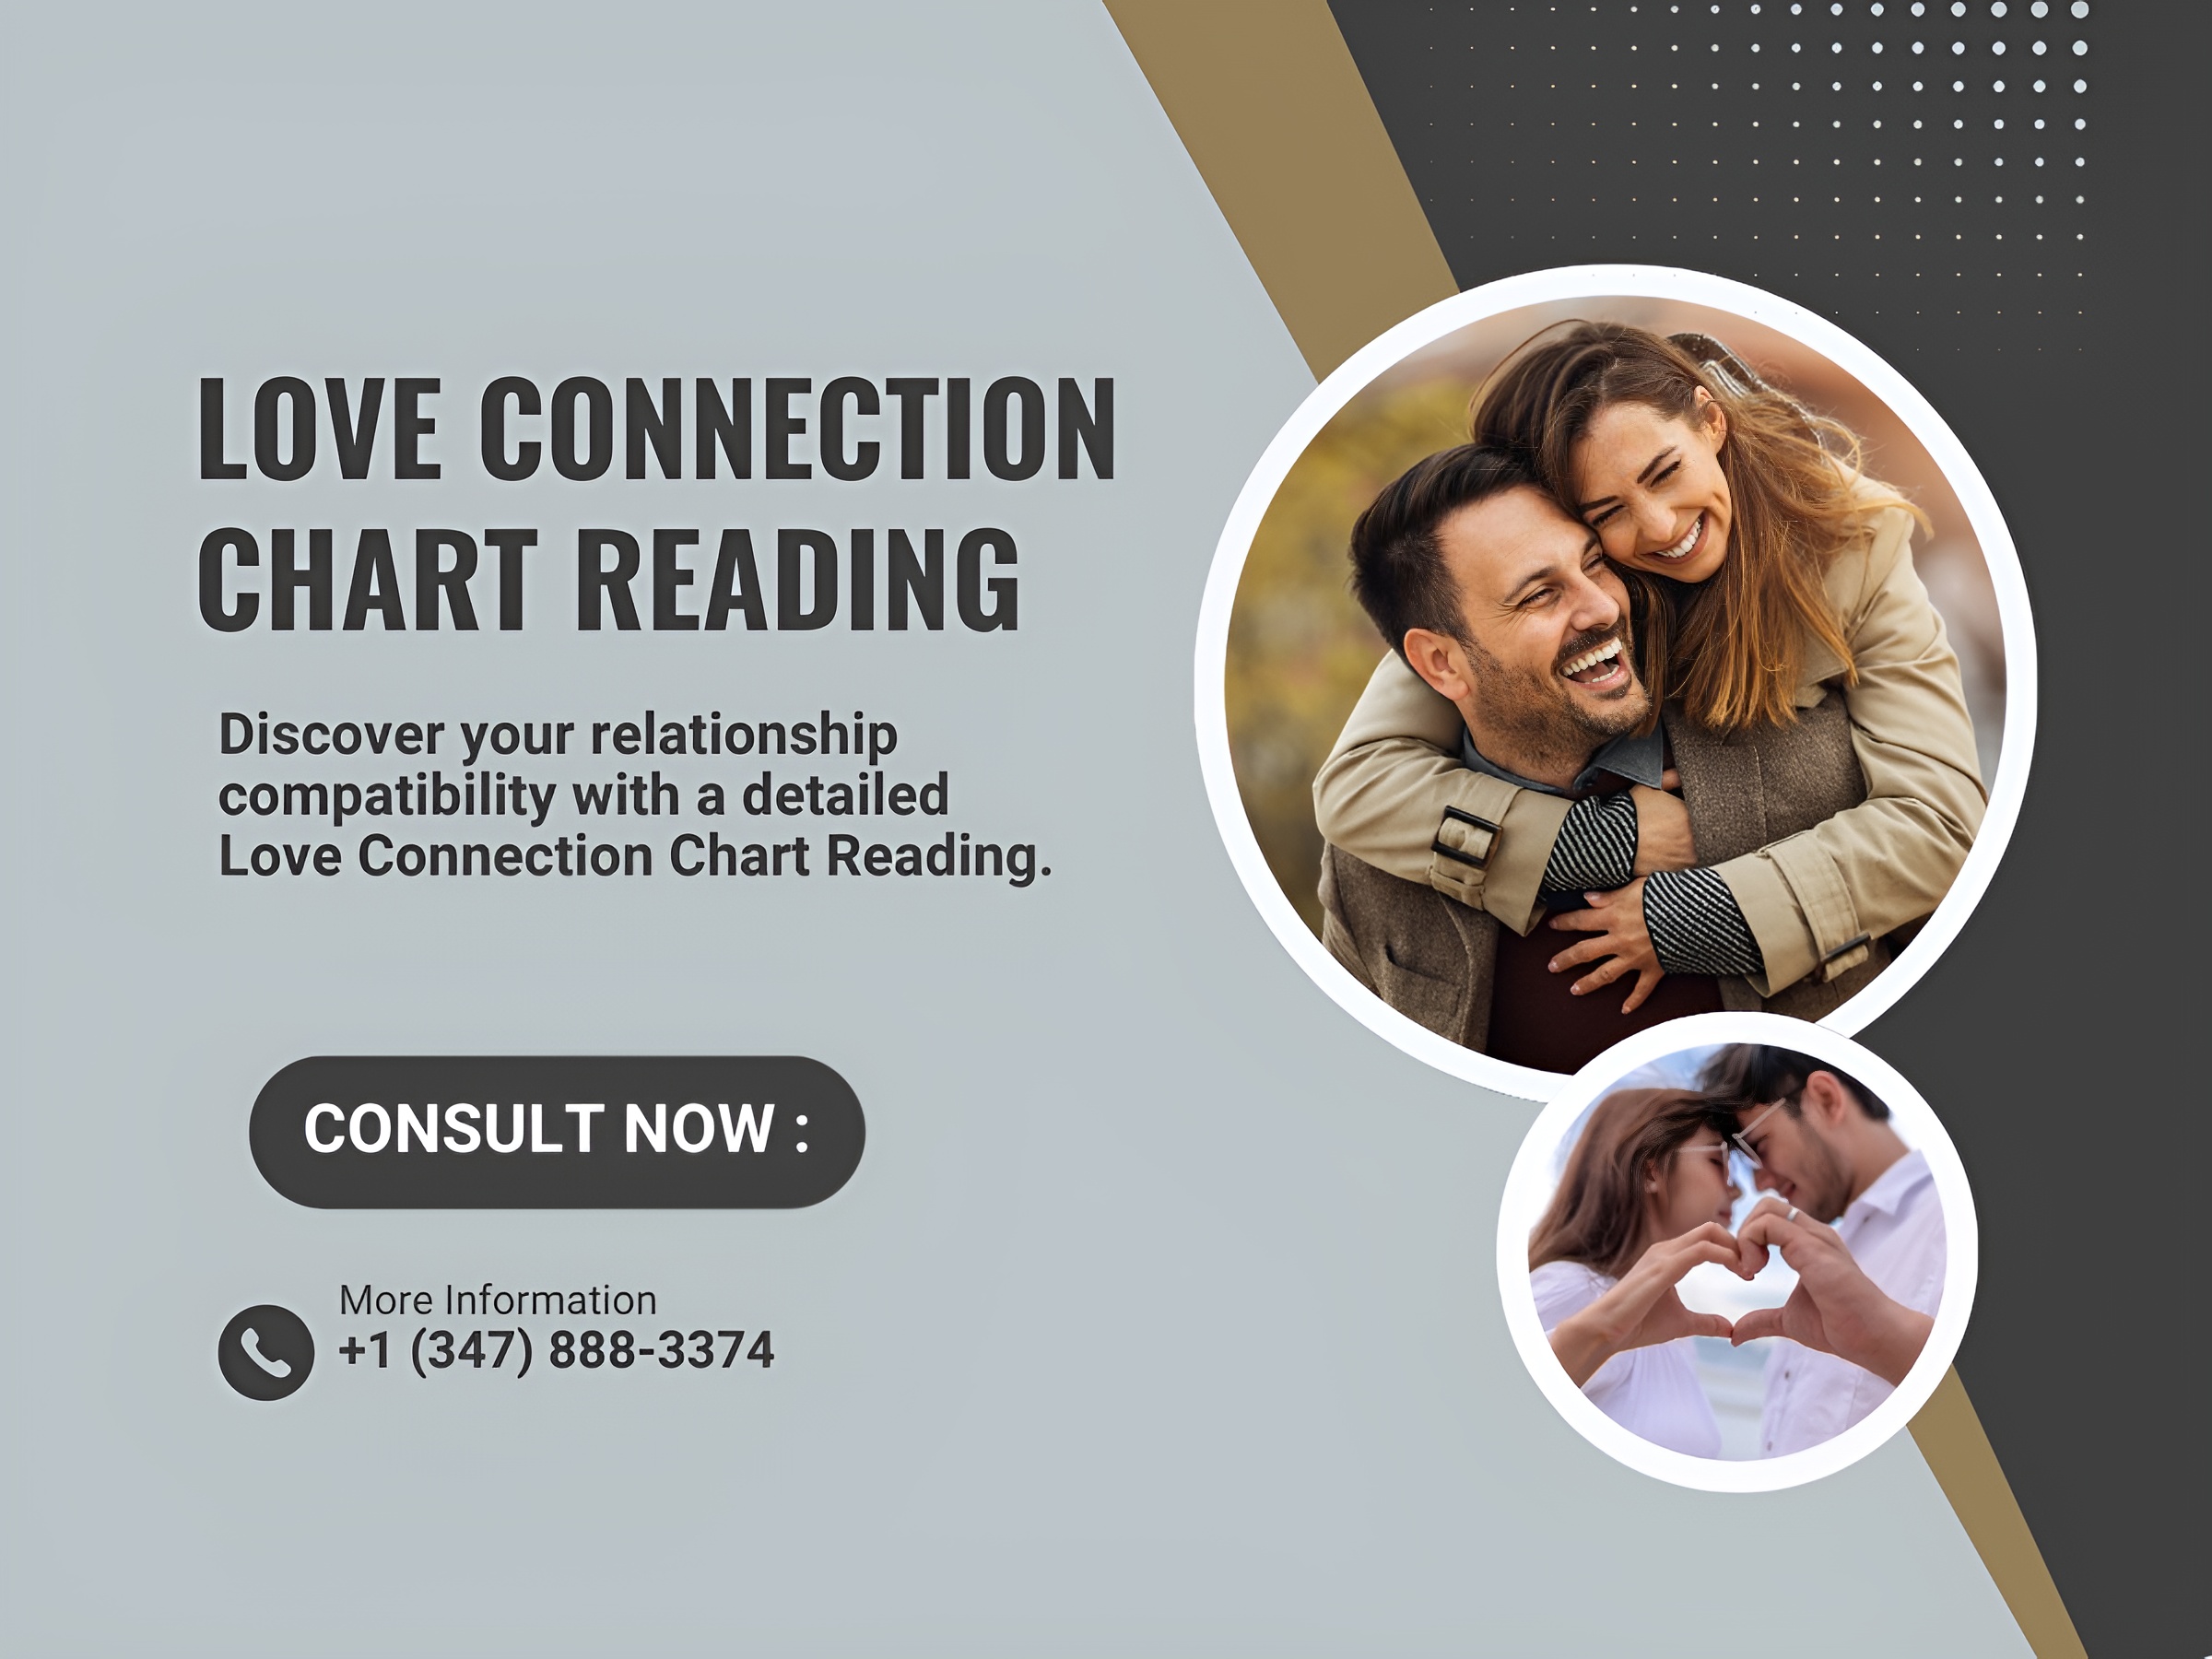 LOVE CONNECTION
CHART READING
Discover your relationship
compatibility with a detailed
Love Connection Chart Reading.
CONSULT NOW :
More Information
+1 (347) 888-3374